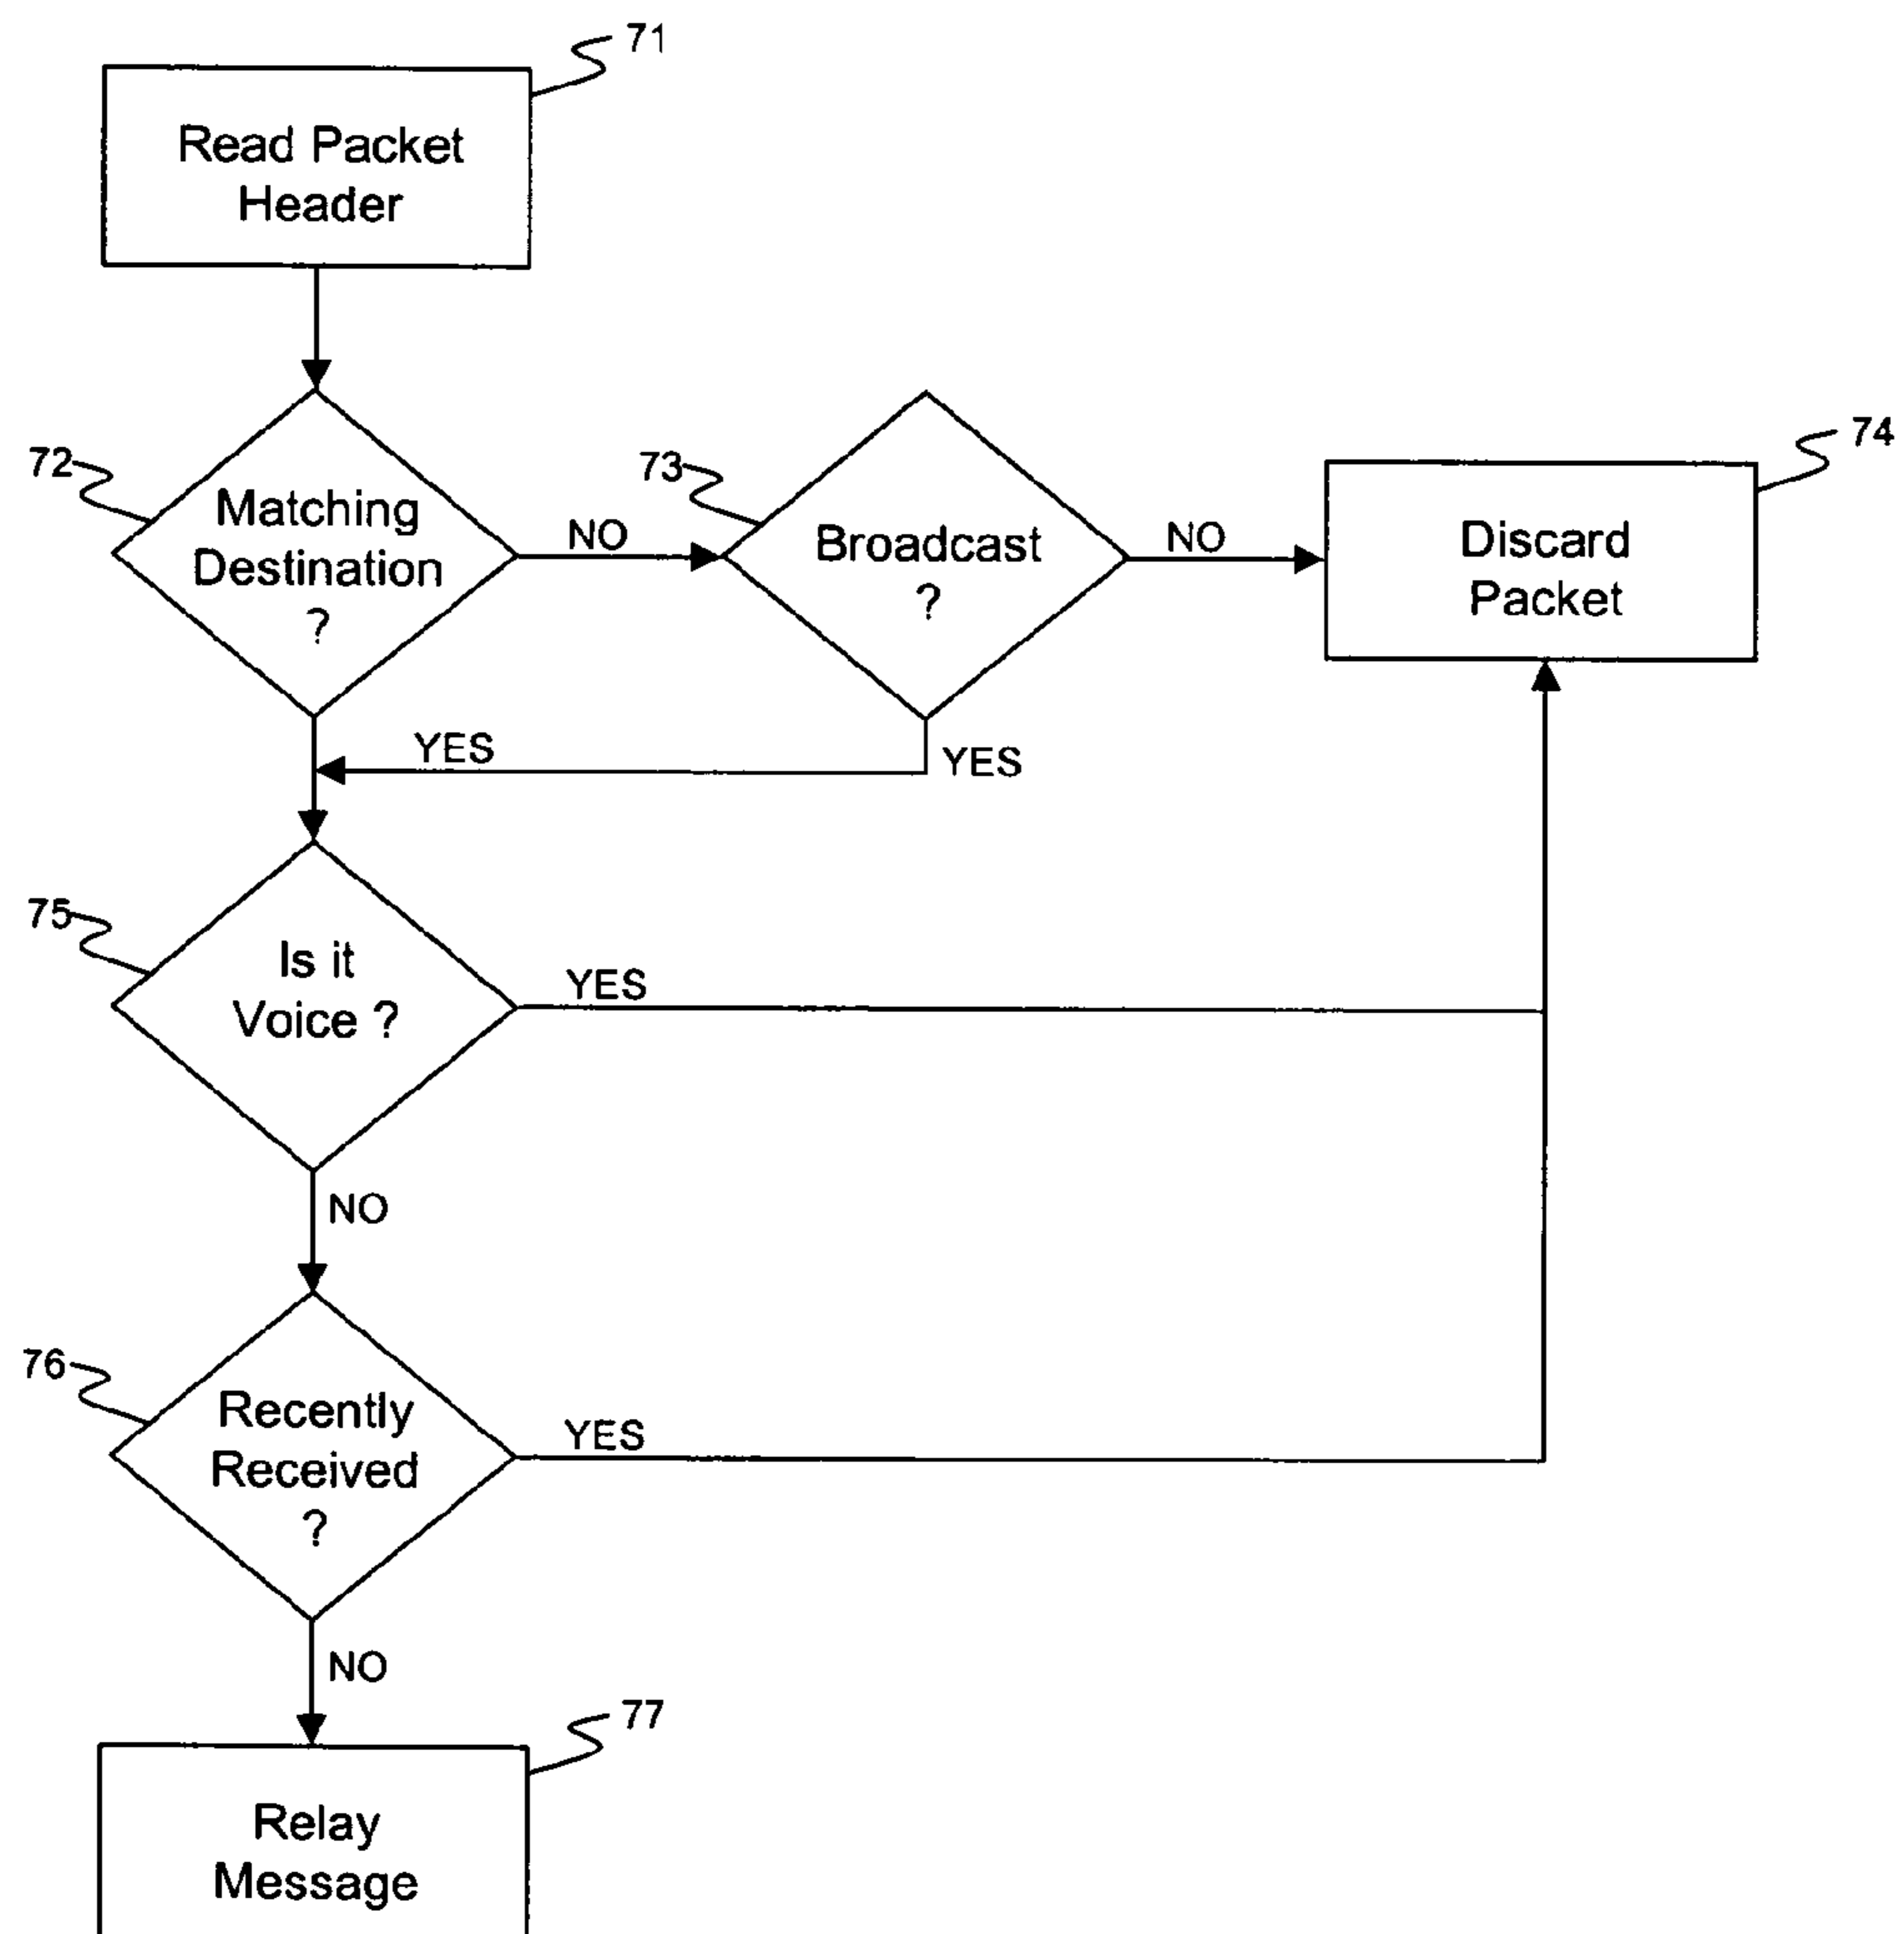 71
Read Packet
Header
72
Matching
Destination
?
NO
73
Broadcast
?
NO
74
Discard
Packet
YES
YES
75
Is it
Voice ?
YES
NO
76
Recently
Received
?
YES
NO
77
Relay
Message